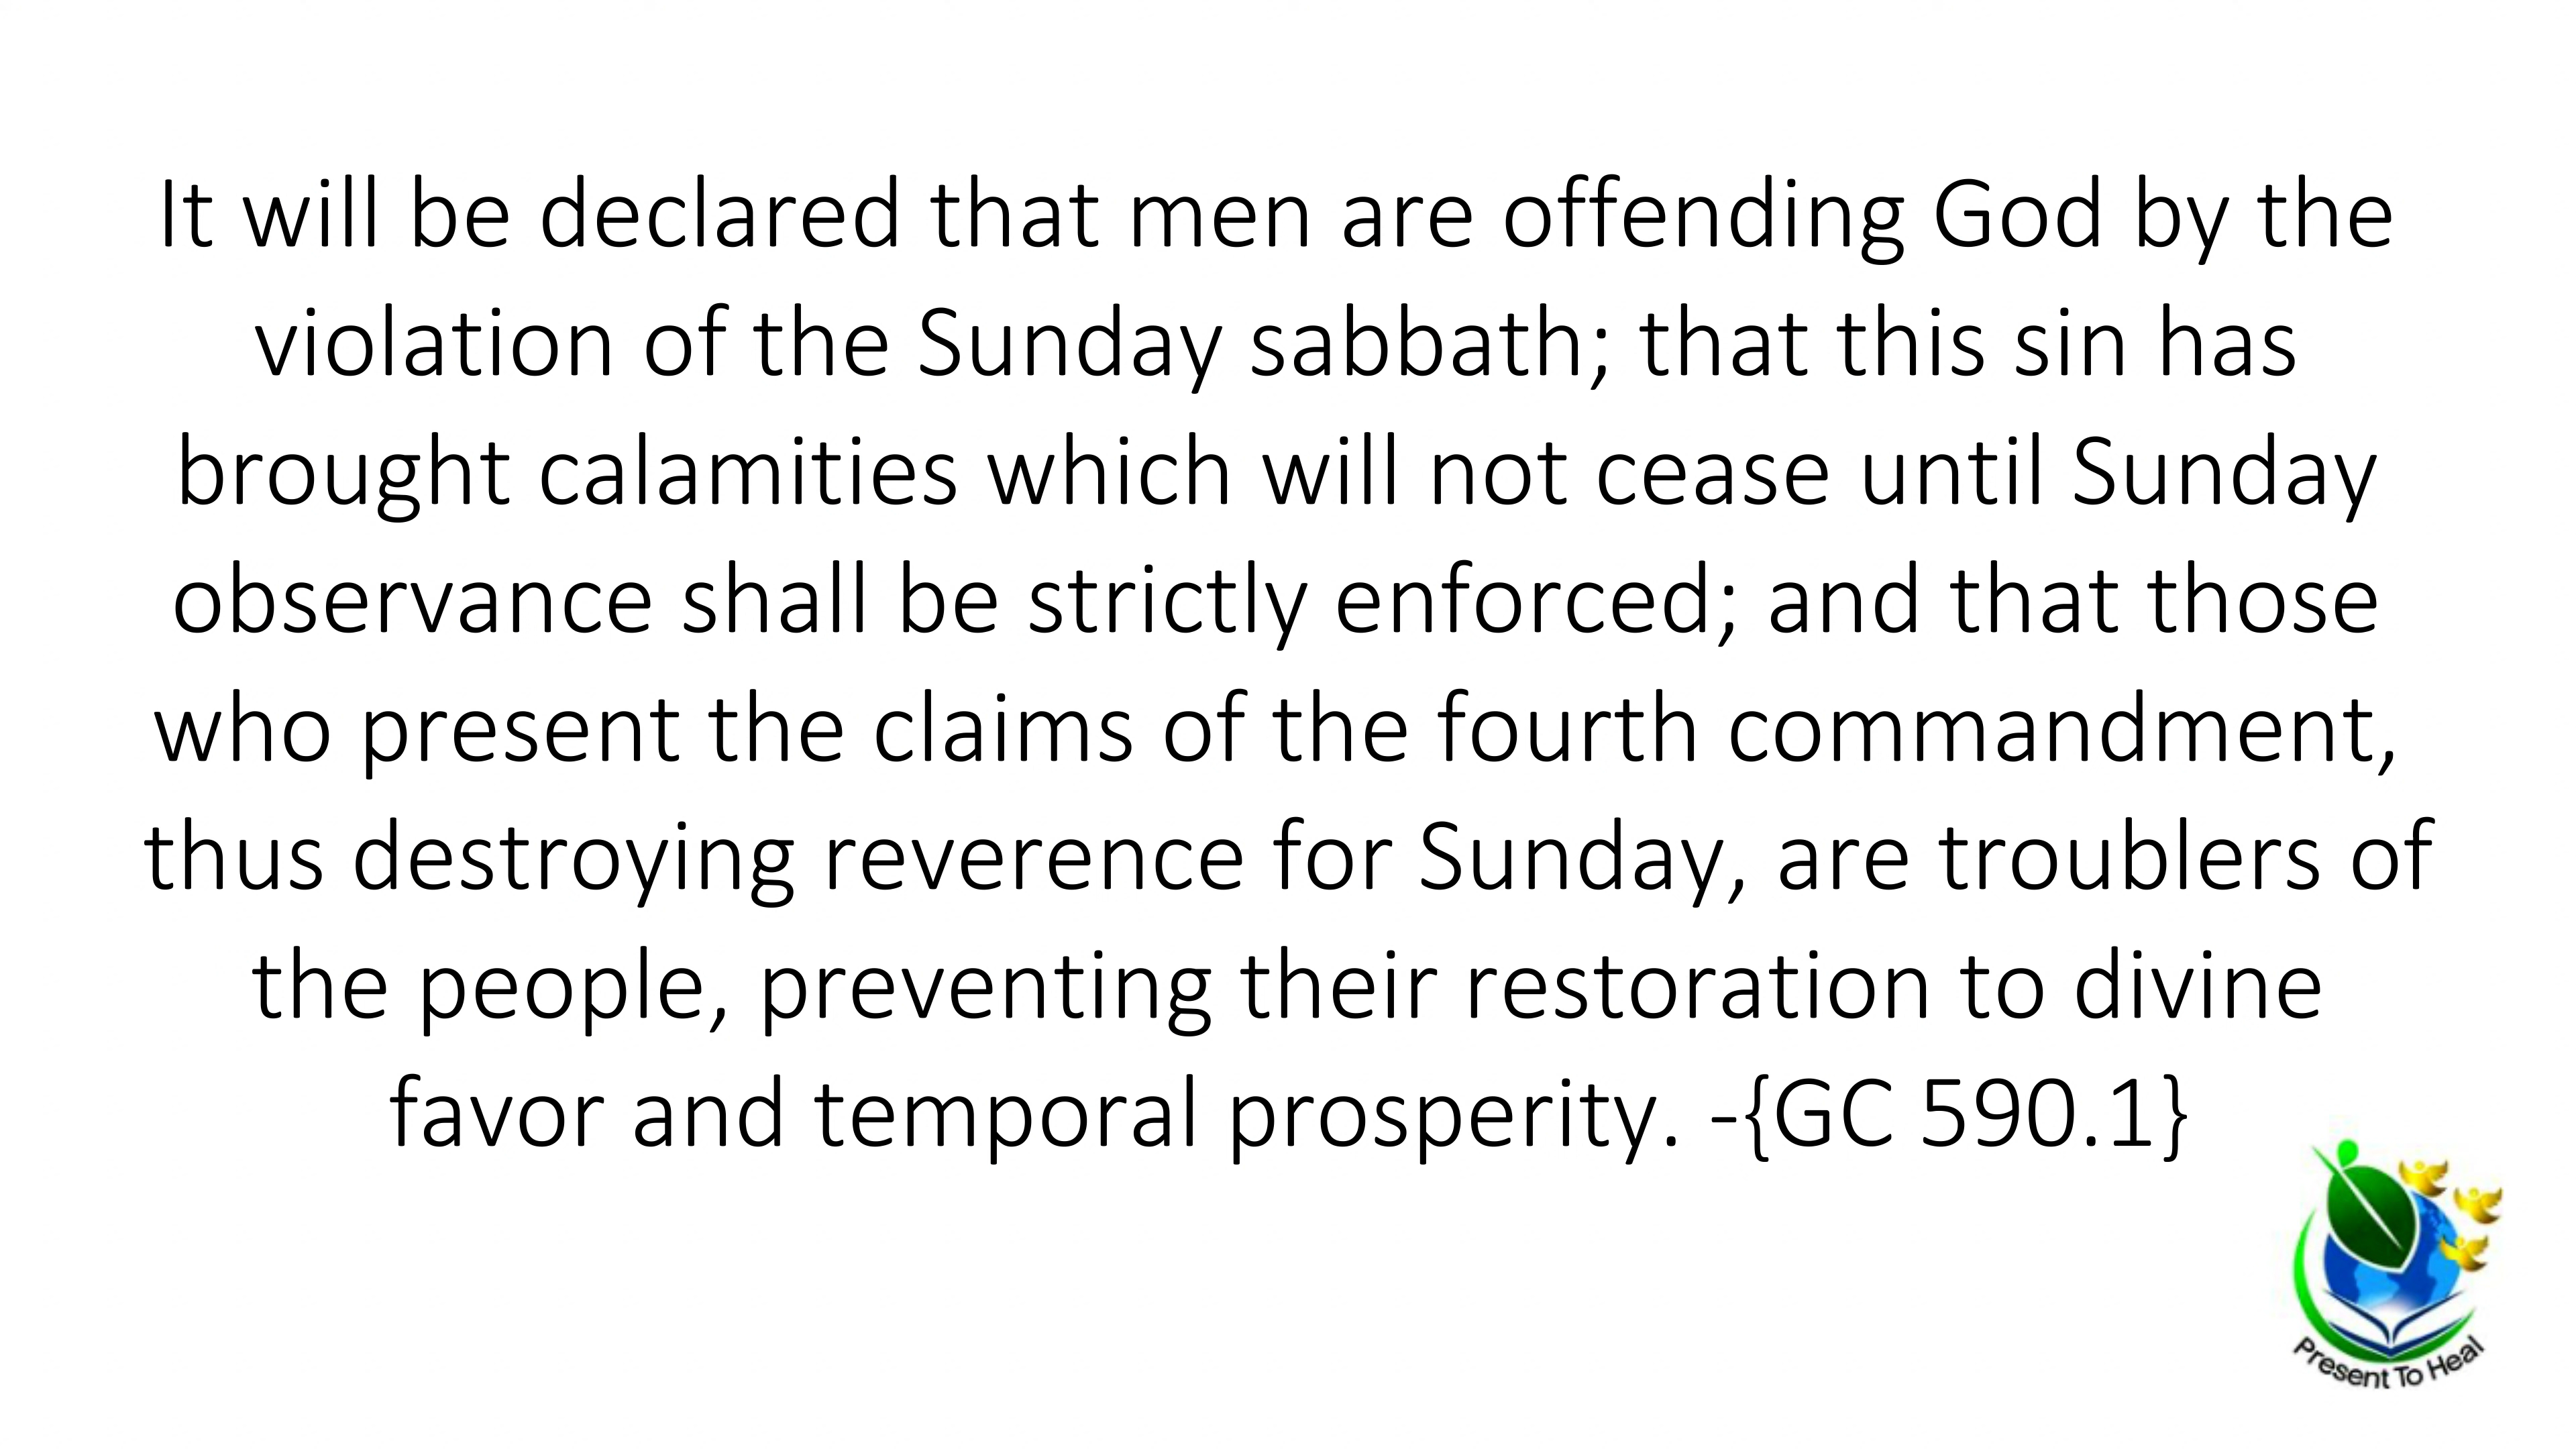 It will be declared that men are offending God by the
violation of the Sunday sabbath; that this sin has
brought calamities which will not cease until Sunday
observance shall be strictly enforced; and that those
who present the claims of the fourth commandment,
thus destroying reverence for Sunday, are troublers of
the people, preventing their restoration to divine
favor and temporal prosperity. -{GC 590.1}
Present To Heal